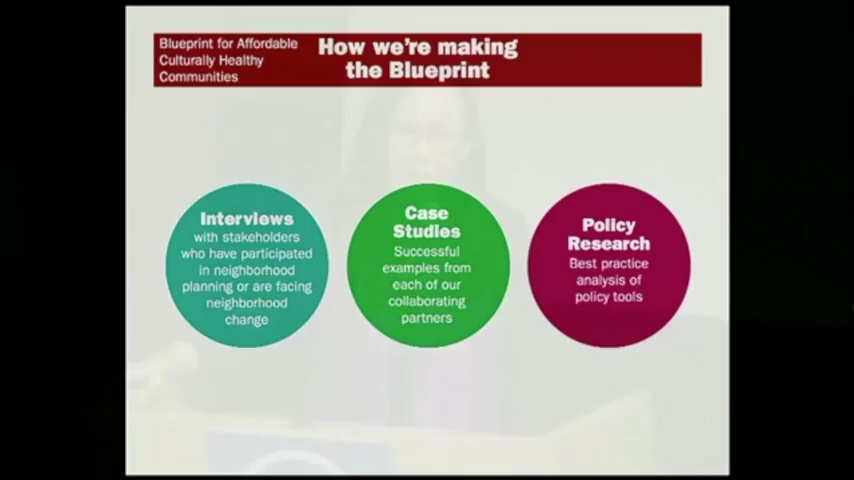 Blueprint for Affordable
Culturally Healthy
Communities
How we're making
the Blueprint
Interviews
with stakeholders
who have participated
in neighborhood
planning or are facing
neighborhood
change
Case
Studies
Successful
examples from
each of our
collaborating
partners
Policy
Research
Best practice
analysis of
policy tools